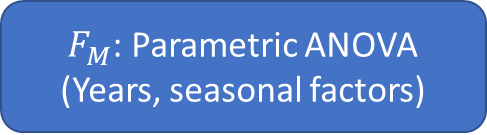 F_M: Parametric ANOVA
(Years, seasonal factors)